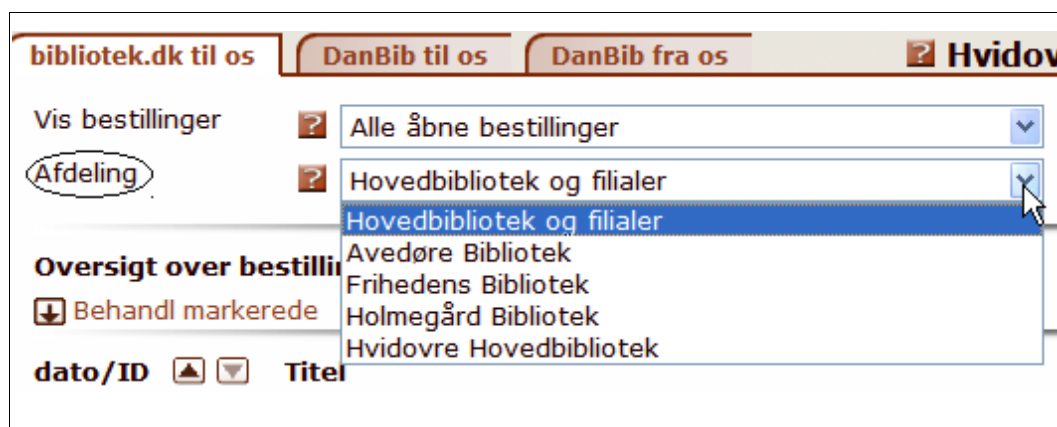 bibliotek.dk til os DanBib til os DanBib fra os ? Hvidov
Vis bestillinger ? Alle åbne bestillinger
Afdeling ? Hovedbibliotek og filialer
Hovedbibliotek og filialer
Avedøre Bibliotek
Oversigt over bestillin
Frihedens Bibliotek
Behandl markerede
Holmegård Bibliotek
Hvidovre Hovedbibliotek
dato/ID Titel